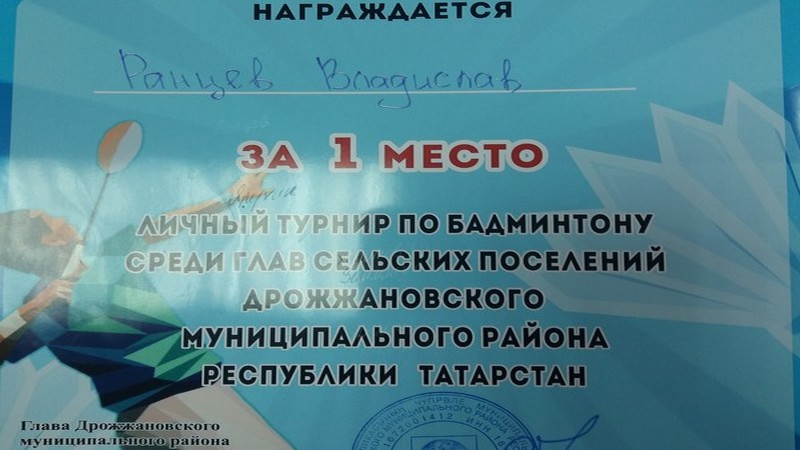 НАГРАЖДАЕТСЯ
Ранцев Владислав
ЗА 1 МЕСТО
ЛИЧНЫЙ ТУРНИР ПО БАДМИНТОНУ
СРЕДИ ГЛАВ СЕЛЬСКИХ ПОСЕЛЕНИЙ
ДРОЖЖАНОВСКОГО
МУНИЦИПАЛЬНОГО РАЙОНА
РЕСПУБЛИКИ ТАТАРСТАН
Глава Дрожжановского
муниципального района